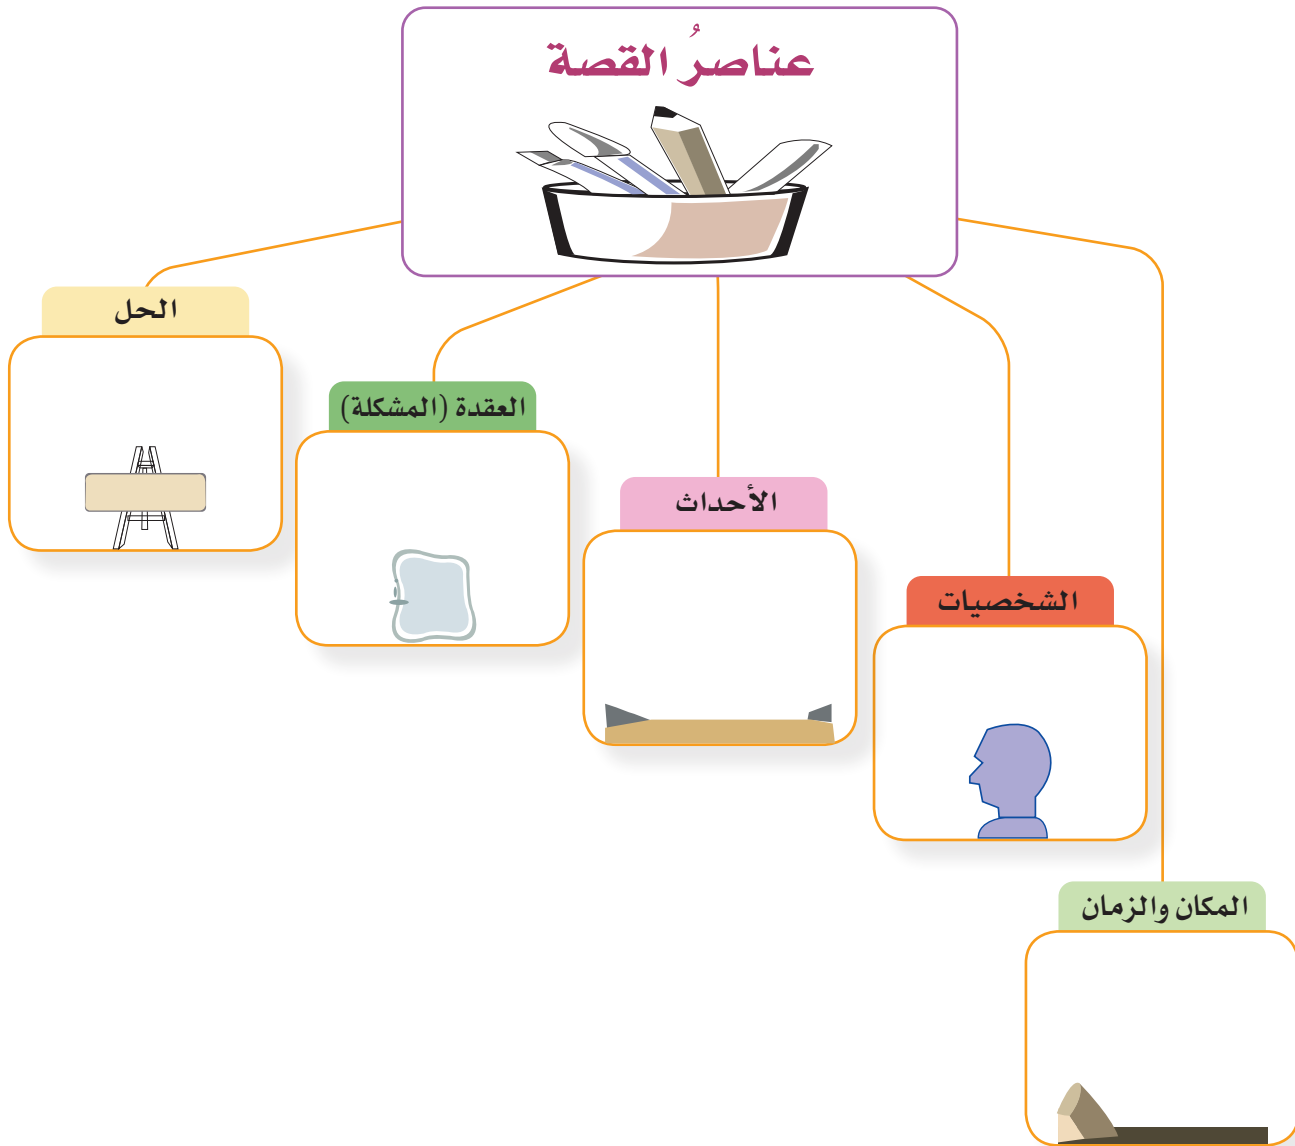 عناصرُ القصة
الحل
العقدة (المشكلة)
الأحداث
الشخصيات
المكان والزمان